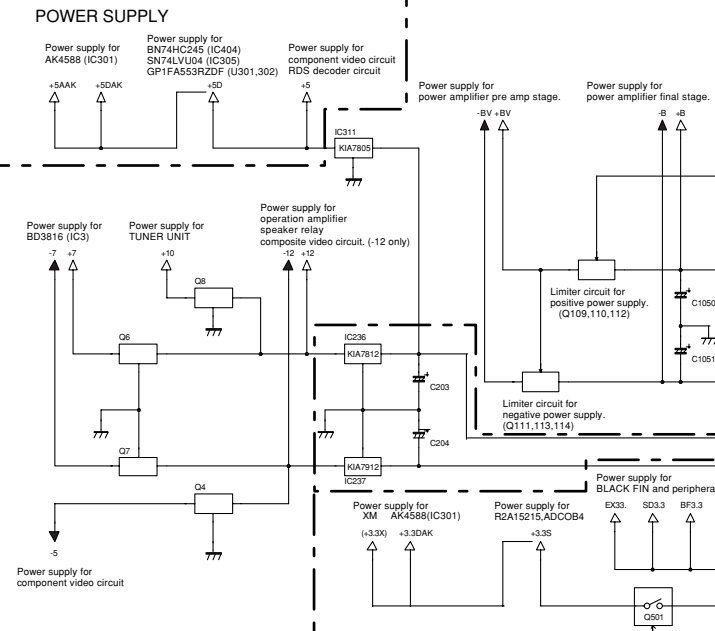 POWER SUPPLY
Power supply for
AK4588 (IC301)
Power supply for
BN74HC245 (IC404)
SN74LVU04 (IC305)
GP1FA553RZDF (U301,302)
Power supply for
component video circuit
RDS decoder circuit
+5AAK
+5DAK
+5D
+5
Power supply for
power amplifier pre amp stage.
Power supply for
power amplifier final stage.
-BV +BV
-B
+B
IC311
KIA7805
Power supply for
BD3816 (IC3)
Power supply for
TUNER UNIT
Power supply for
operation amplifier
speaker relay
composite video circuit. (-12 only)
-7
+7
+10
-12
+12
Q8
Limiter circuit for
positive power supply.
(Q109,110,112)
C1050
C1051
Q6
IC236
KIA7812
C203
C204
Limiter circuit for
negative power supply.
(Q111,113,114)
Q7
KIA7912
IC237
Q4
-5
Power supply for
component video circuit
Power supply for
XM AK4588(IC301)
Power supply for
R2A15215,ADCOB4
Power supply for
BLACK FIN and periphera
(+3.3X)
+3.3DAK
+3.3S
EX33.
SD3.3
BF3.3
Q501